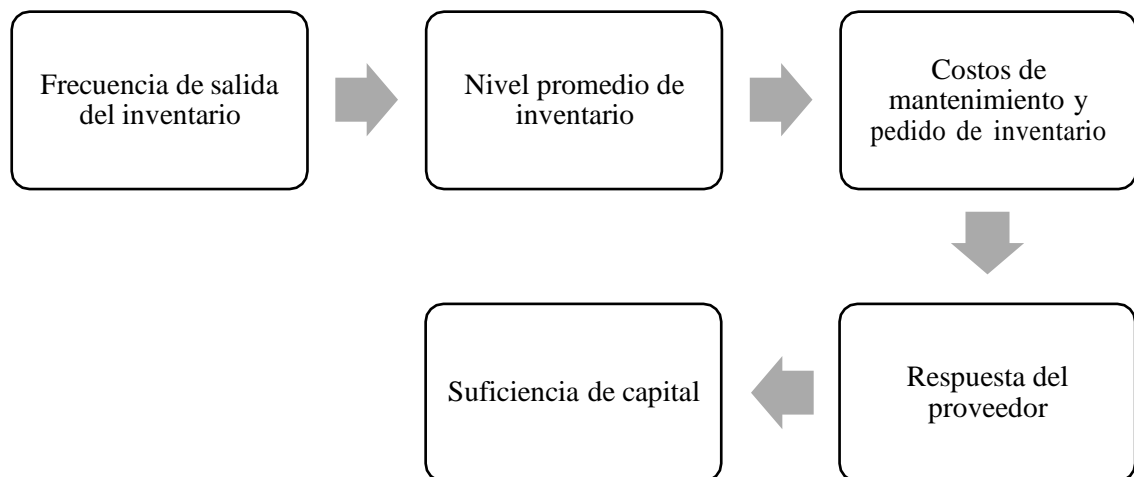 Frecuencia de salida
del inventario
Nivel promedio de
inventario
Costos de
mantenimiento y
pedido de inventario
Respuesta del
proveedor
Suficiencia de capital